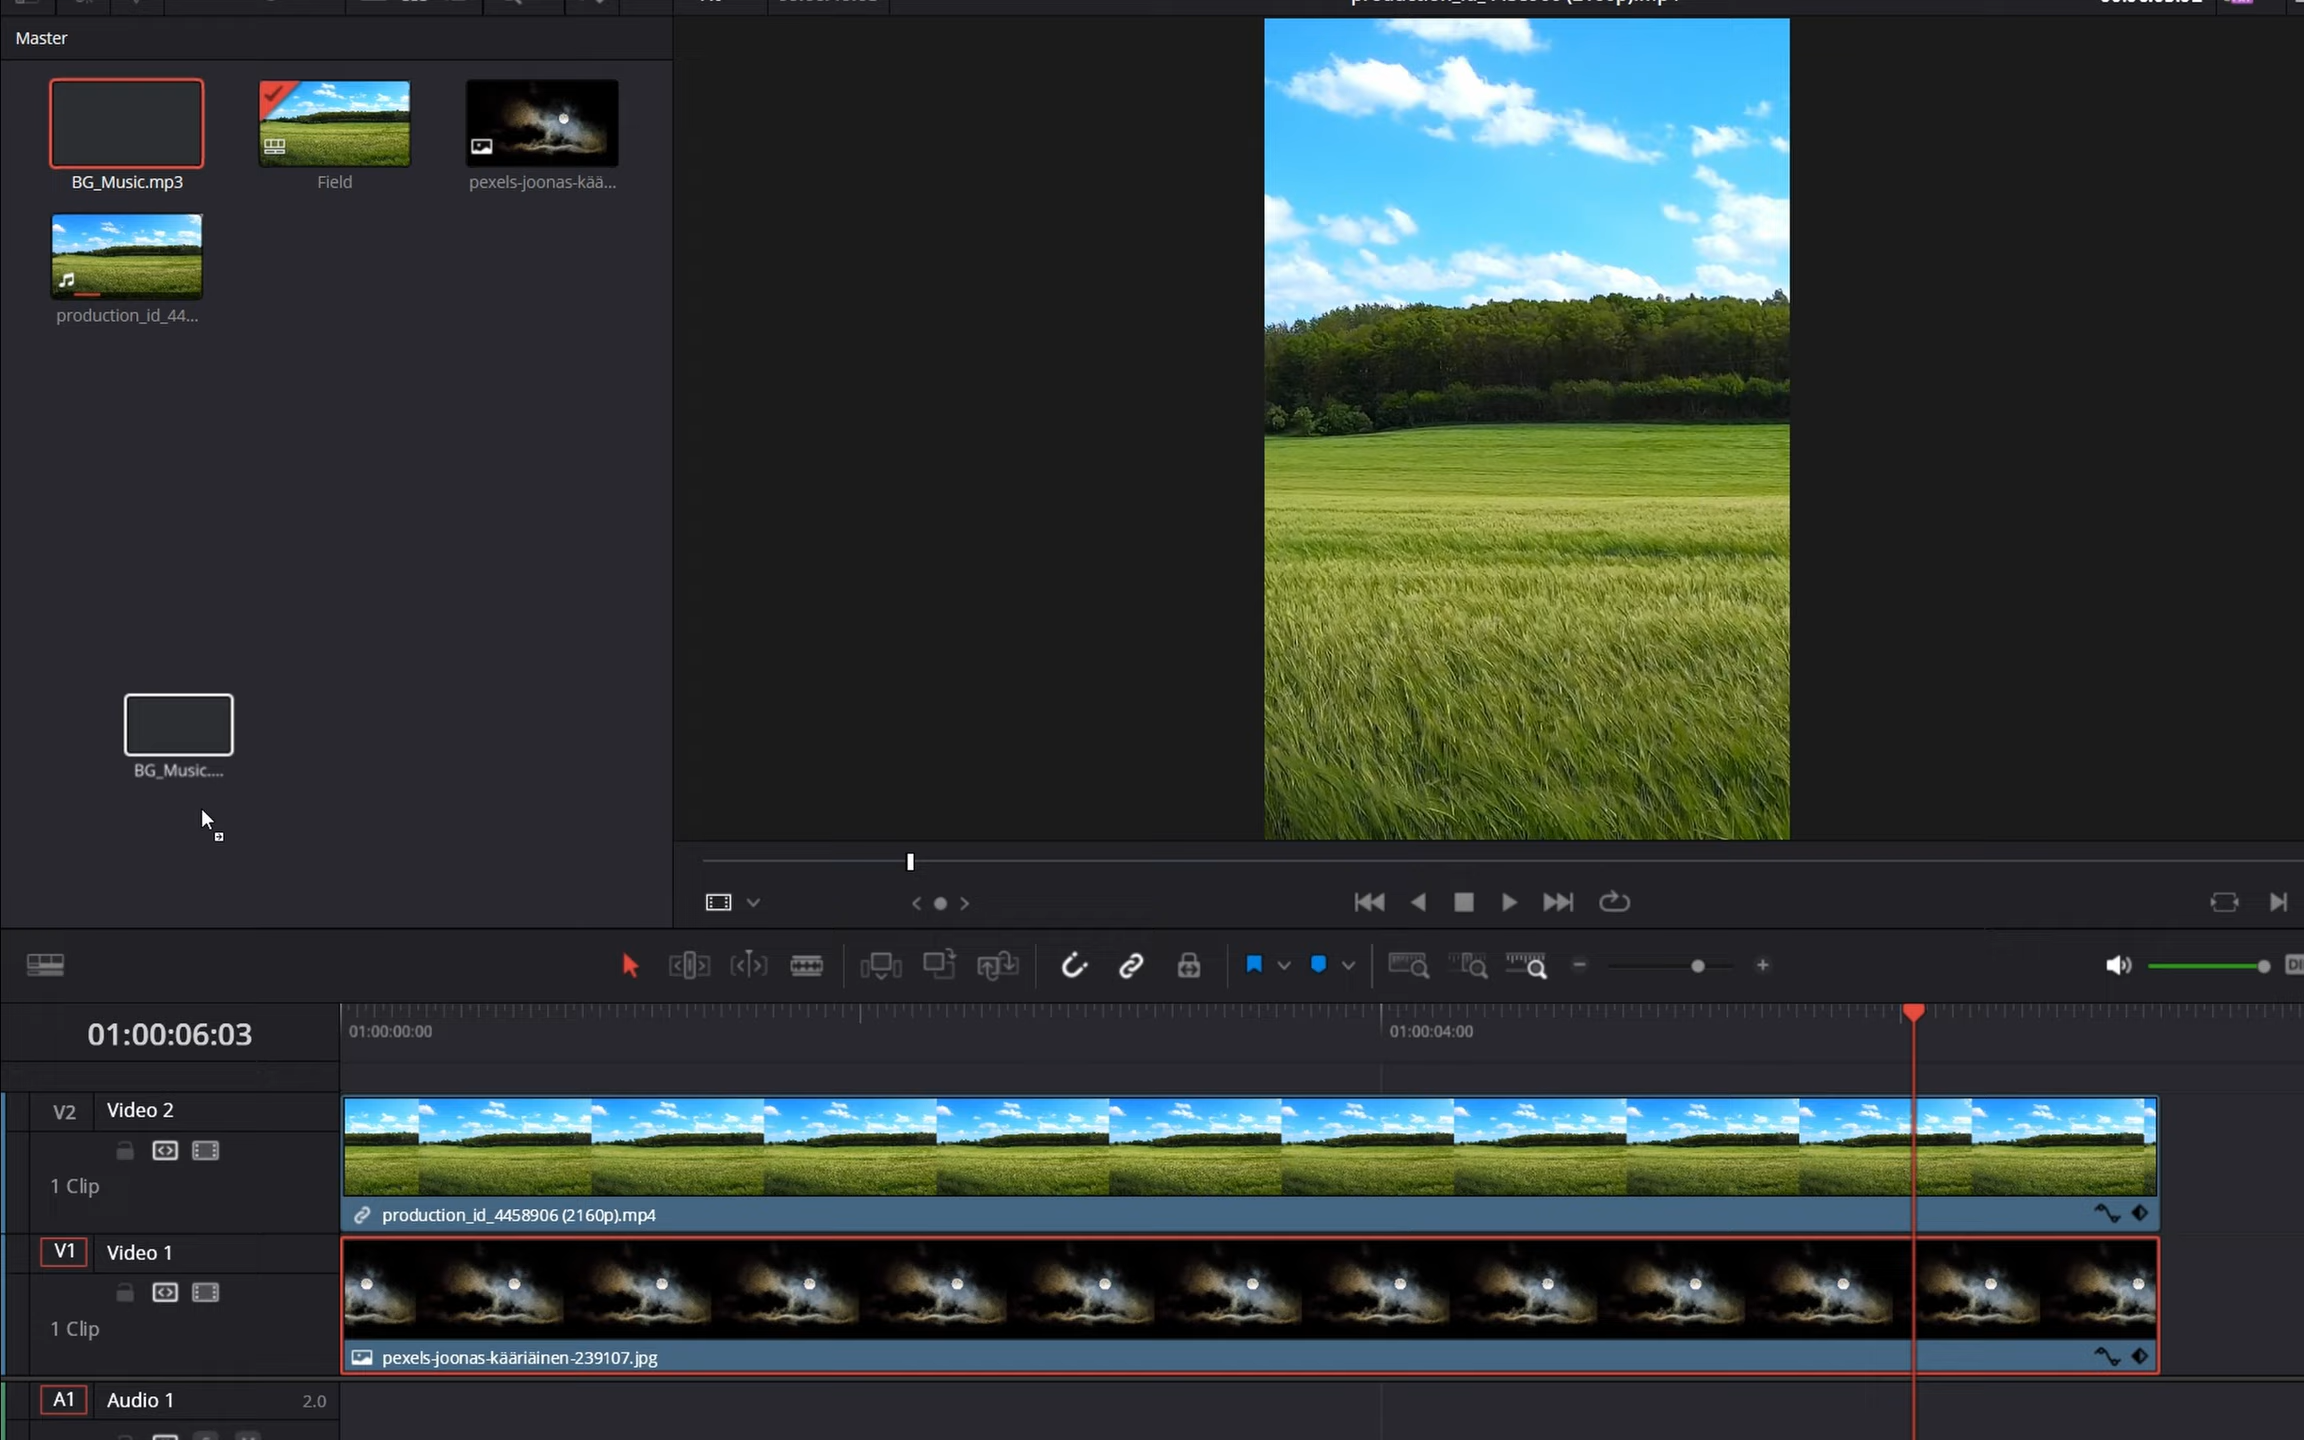 Master
BG_Music.mp3
Field
pexels-joonas-kää...
production_id_44...
BG_Music....
01:00:06:03
01:00:00:00
01:00:04:00
V2
Video 2
1 Clip
production_id_4458906 (2160p).mp4
V1
Video 1
1 Clip
pexels-joonas-kääriäinen-239107.jpg
A1
Audio 1
2.0